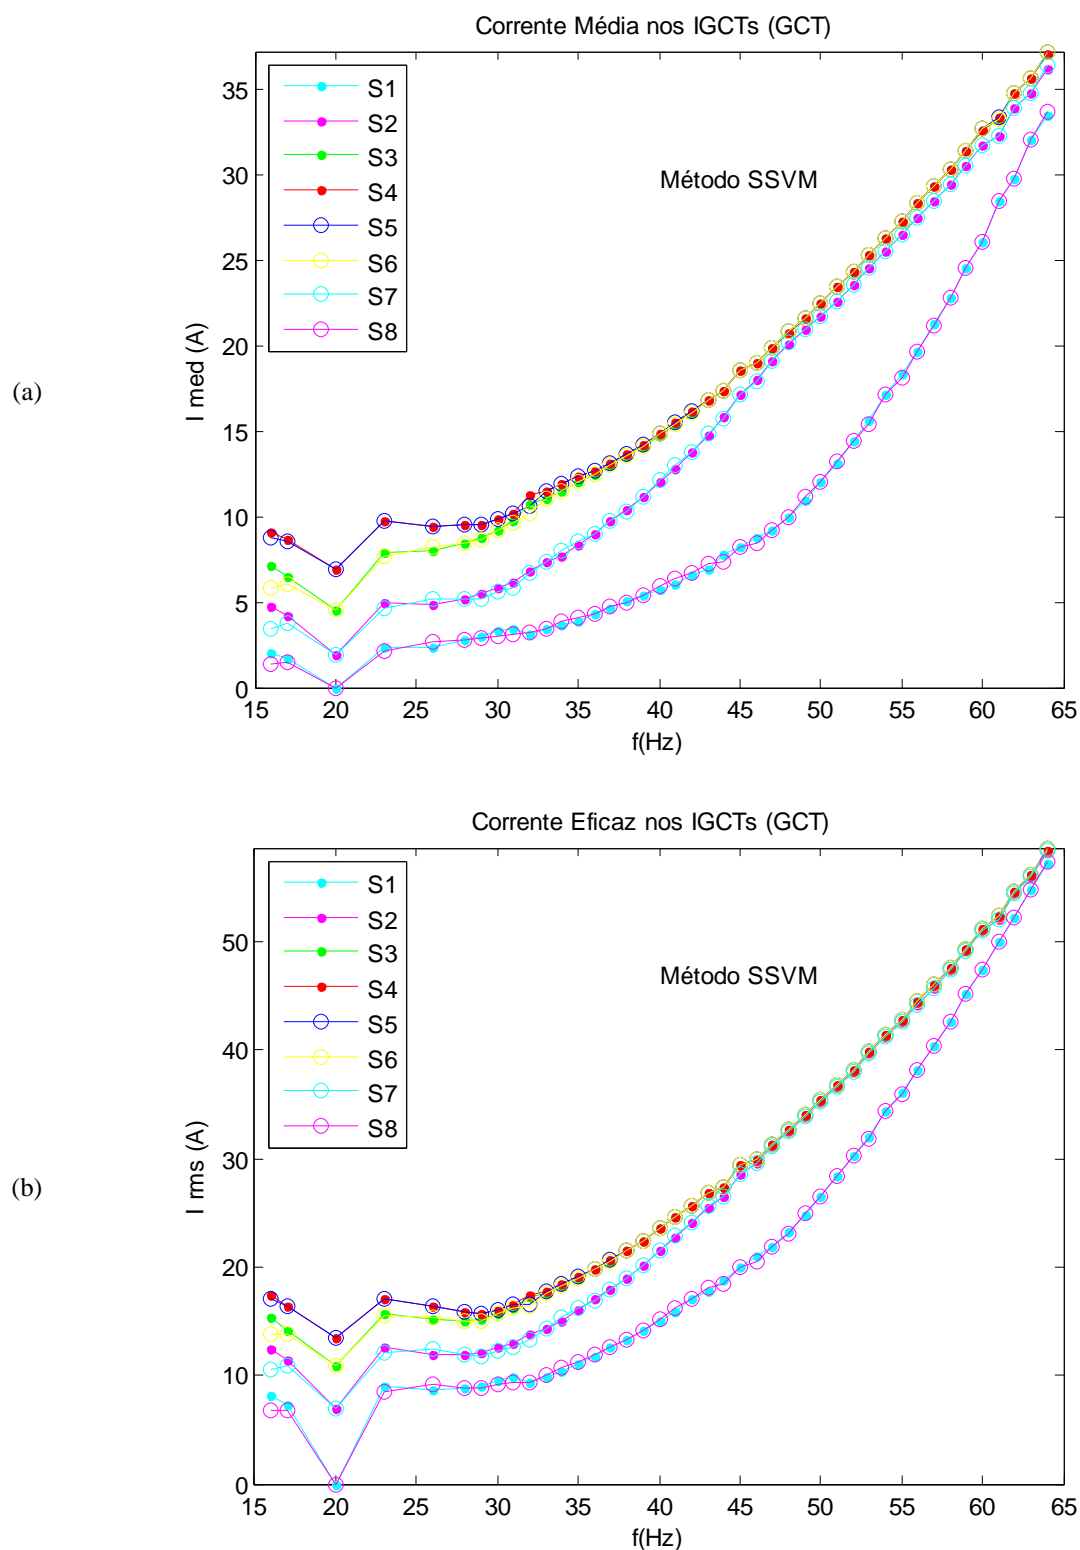 Corrente Média nos IGCTs (GCT)
S1
S2
S3
S4
S5
S6
S7
S8
Método SSVM
35
30
25
20
15
10
5
0
I med (A)
(a)
15 20 25 30 35 40 45 50 55 60 65
f(Hz)
Corrente Eficaz nos IGCTs (GCT)
S1
S2
S3
S4
S5
S6
S7
S8
Método SSVM
50
40
30
20
10
0
I rms (A)
(b)
15 20 25 30 35 40 45 50 55 60 65
f(Hz)